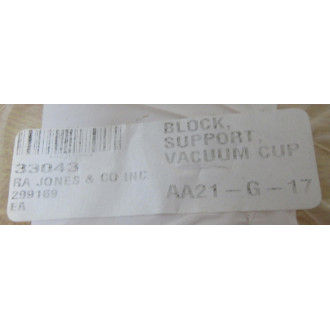 33043
RA JONES & CO INC
299169
EA
BLOCK,
SUPPORT,
VACUUM CUP
AA21-G-17